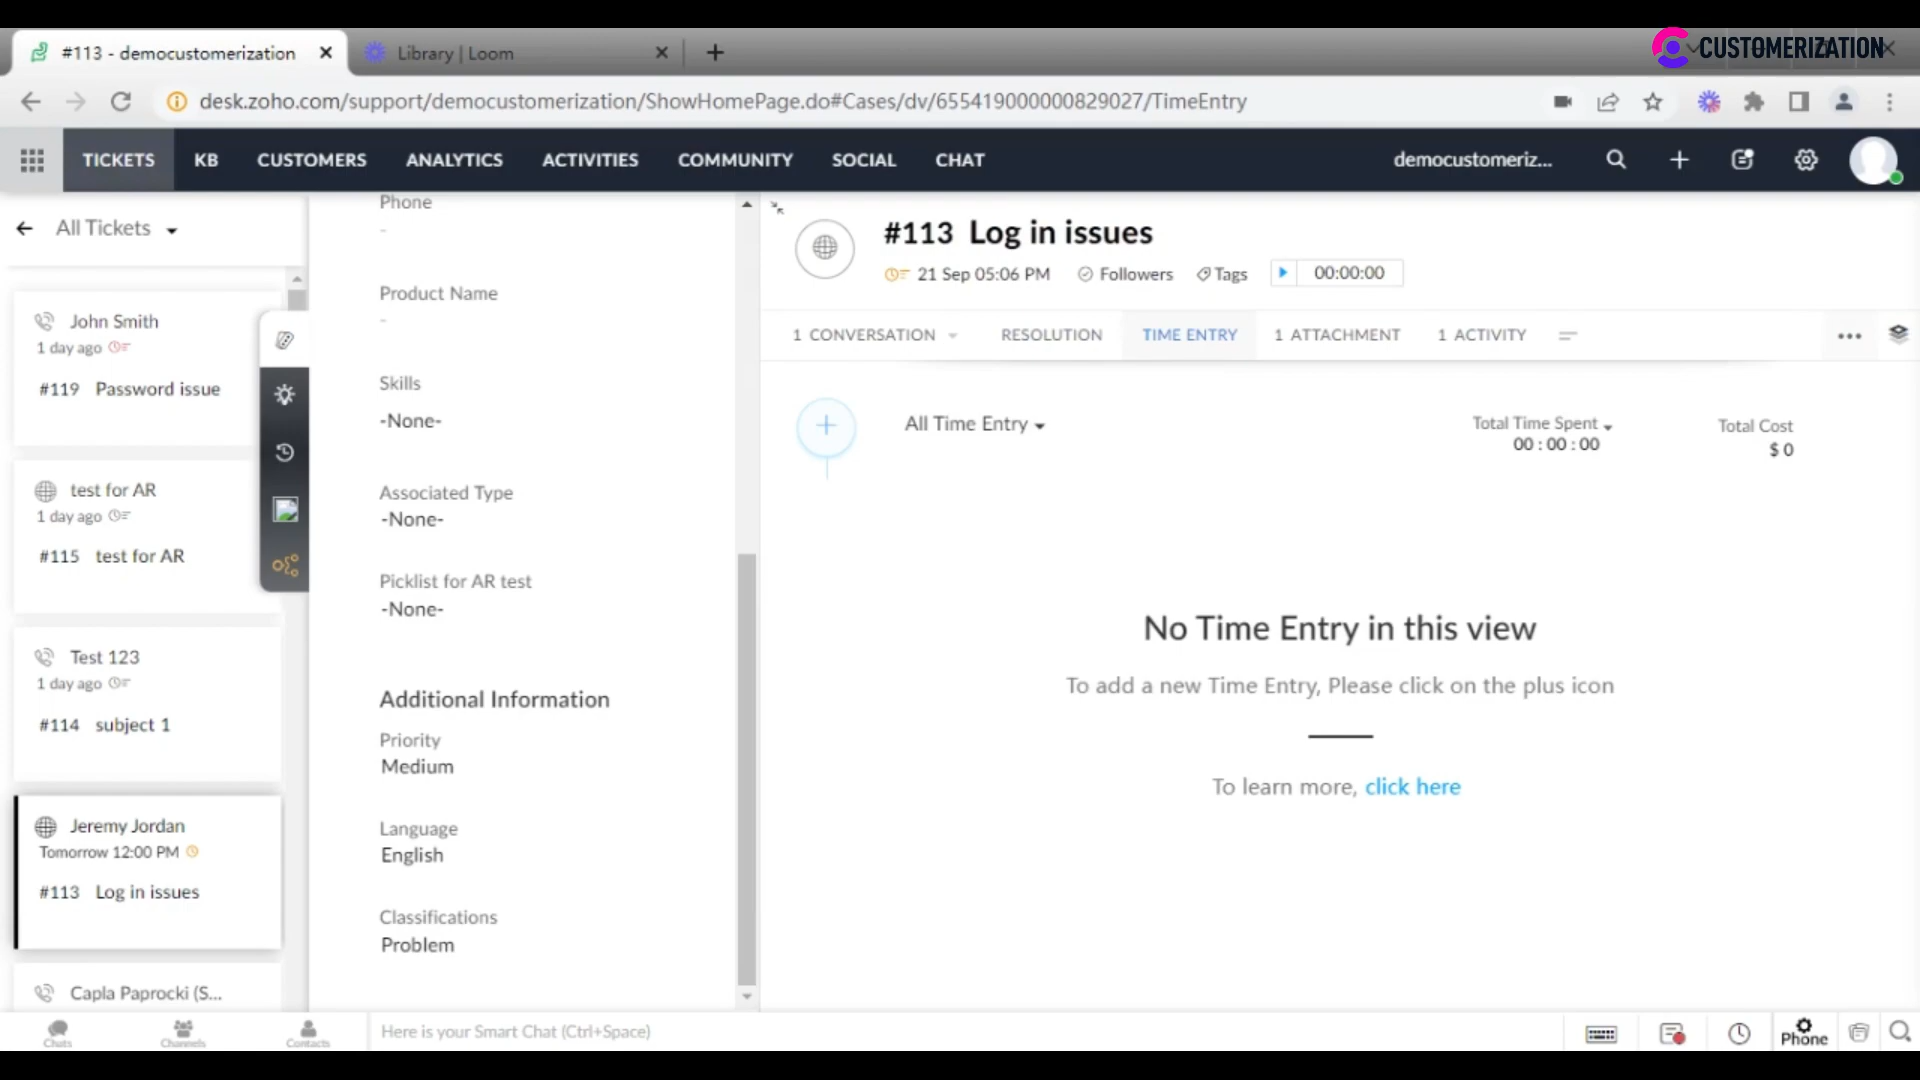 #113 - democustomerization
Library | Loom
CUSTOMERIZATION
desk.zoho.com/support/democustomerization/ShowHomePage.do#Cases/dv/655419000000829027/TimeEntry
TICKETS
KB
CUSTOMERS
ANALYTICS
ACTIVITIES
COMMUNITY
SOCIAL
CHAT
democustomeriz...
All Tickets
John Smith
1 day ago
#119 Password issue
test for AR
1 day ago
#115 test for AR
Test 123
1 day ago
#114 subject 1
Jeremy Jordan
Tomorrow 12:00 PM
#113 Log in issues
Capla Paprocki (S...
Phone
-
Product Name
-
Skills
-None-
Associated Type
-None-
Picklist for AR test
-None-
Additional Information
Priority
Medium
Language
English
Classifications
Problem
#113 Log in issues
21 Sep 05:06 PM
Followers
Tags
00:00:00
1 CONVERSATION
RESOLUTION
TIME ENTRY
1 ATTACHMENT
1 ACTIVITY
All Time Entry
Total Time Spent
00 : 00 : 00
Total Cost
$ 0
No Time Entry in this view
To add a new Time Entry, Please click on the plus icon
To learn more, click here
Chats
Channels
Contacts
Here is your Smart Chat (Ctrl+Space)
Phone